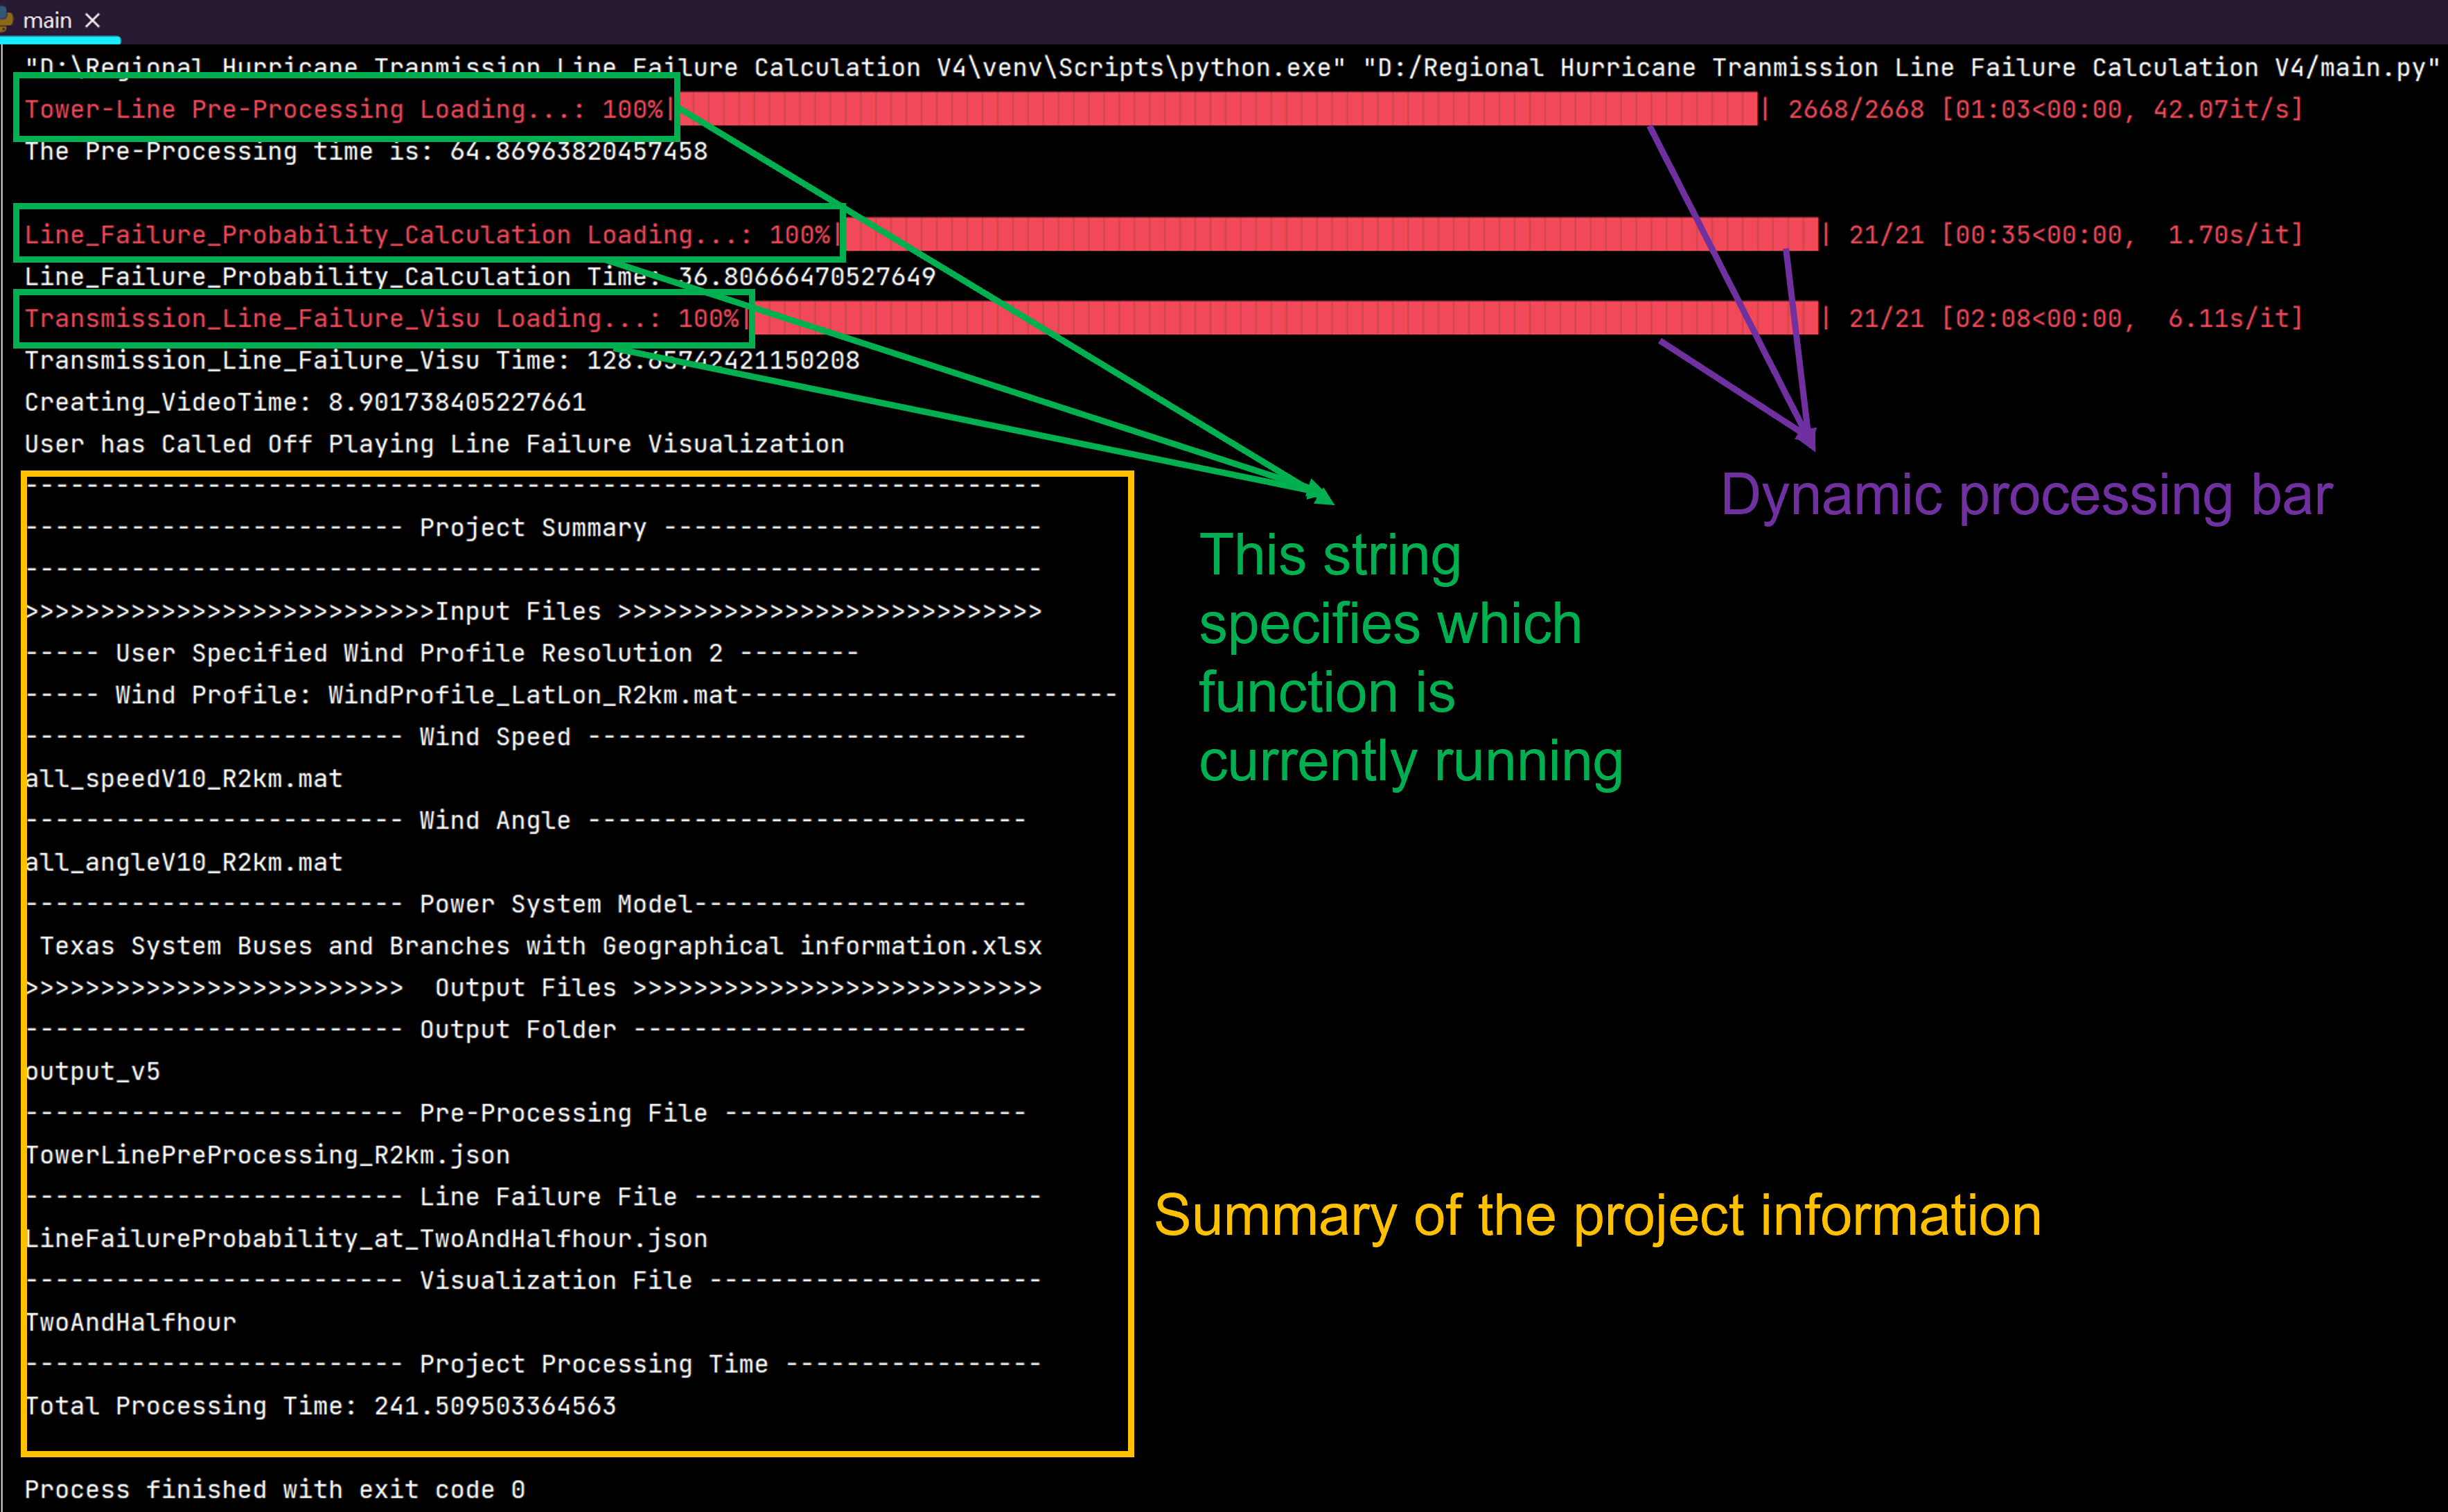 main ×
"D:\Regional Hurricane Tranmission Line Failure Calculation V4\venv\Scripts\python.exe" "D:/Regional Hurricane Tranmission Line Failure Calculation V4/main.py"
Tower-Line Pre-Processing Loading...: 100%| | 2668/2668 [01:03<00:00, 42.07it/s]
The Pre-Processing time is: 64.86963820457458
Line_Failure_Probability_Calculation Loading...: 100%| | 21/21 [00:35<00:00,  1.70s/it]
Line_Failure_Probability_Calculation Time: 36.80666470527649
Transmission_Line_Failure_Visu Loading...: 100%| | 21/21 [02:08<00:00,  6.11s/it]
Transmission_Line_Failure_Visu Time: 128.65742421150208
Creating_VideoTime: 8.901738405227661
User has Called Off Playing Line Failure Visualization
-------------------------------------------------------------------
------------------------- Project Summary -------------------------
-------------------------------------------------------------------
>>>>>>>>>>>>>>>>>>>>>>>>>>>Input Files >>>>>>>>>>>>>>>>>>>>>>>>>>>>
----- User Specified Wind Profile Resolution 2 --------
----- Wind Profile: WindProfile_LatLon_R2km.mat-------------------------
------------------------- Wind Speed -----------------------------
all_speedV10_R2km.mat
------------------------- Wind Angle -----------------------------
all_angleV10_R2km.mat
------------------------- Power System Model----------------------
Texas System Buses and Branches with Geographical information.xlsx
>>>>>>>>>>>>>>>>>>>>>>>>>  Output Files >>>>>>>>>>>>>>>>>>>>>>>>>>>
------------------------- Output Folder --------------------------
output_v5
------------------------- Pre-Processing File --------------------
TowerLinePreProcessing_R2km.json
------------------------- Line Failure File -----------------------
LineFailureProbability_at_TwoAndHalfhour.json
------------------------- Visualization File ----------------------
TwoAndHalfhour
------------------------- Project Processing Time -----------------
Total Processing Time: 241.509503364563
Process finished with exit code 0
Dynamic processing bar
This string
specifies which
function is
currently running
Summary of the project information